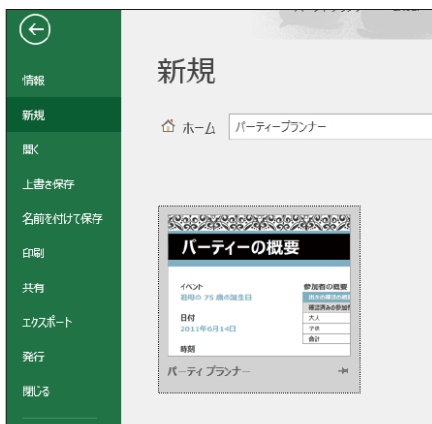 情報
新規
開く
上書き保存
名前を付けて保存
印刷
共有
エクスポート
発行
閉じる
新規
ホーム
パーティープランナー
パーティーの概要
イベント
祖母の 75 歳の誕生日
日付
2011年6月14日
時刻
参加者の概要
大人
子供
合計
パーティ プランナー